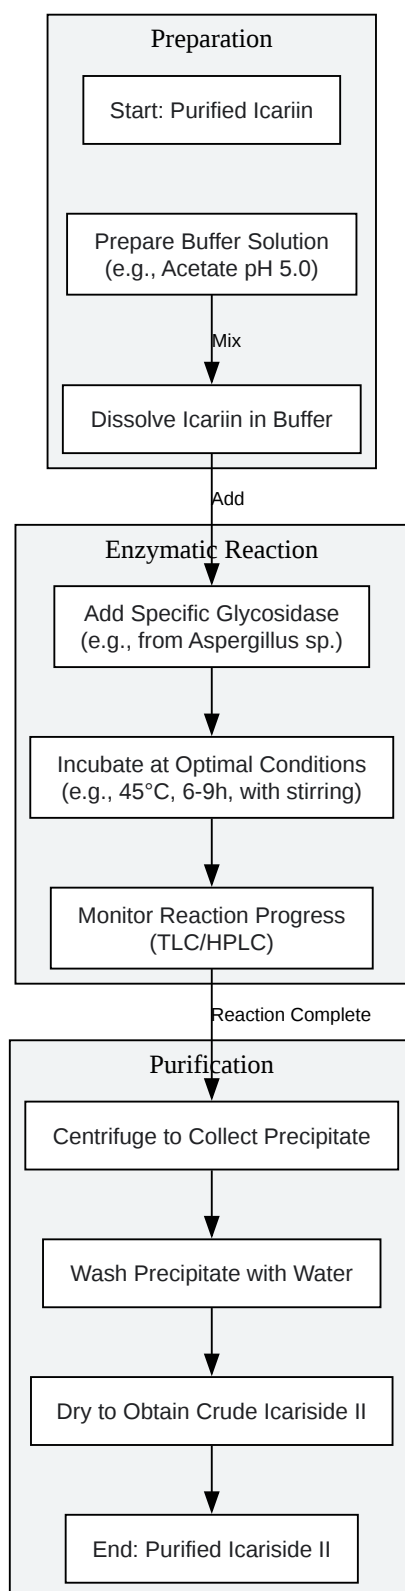 Preparation
Start: Purified Icariin
Prepare Buffer Solution
(e.g., Acetate pH 5.0)
Mix
Dissolve Icariin in Buffer
Add
Enzymatic Reaction
Add Specific Glycosidase
(e.g., from Aspergillus sp.)
Incubate at Optimal Conditions
(e.g., 45°C, 6-9h, with stirring)
Monitor Reaction Progress
(TLC/HPLC)
Reaction Complete
Purification
Centrifuge to Collect Precipitate
Wash Precipitate with Water
Dry to Obtain Crude Icariside II
End: Purified Icariside II